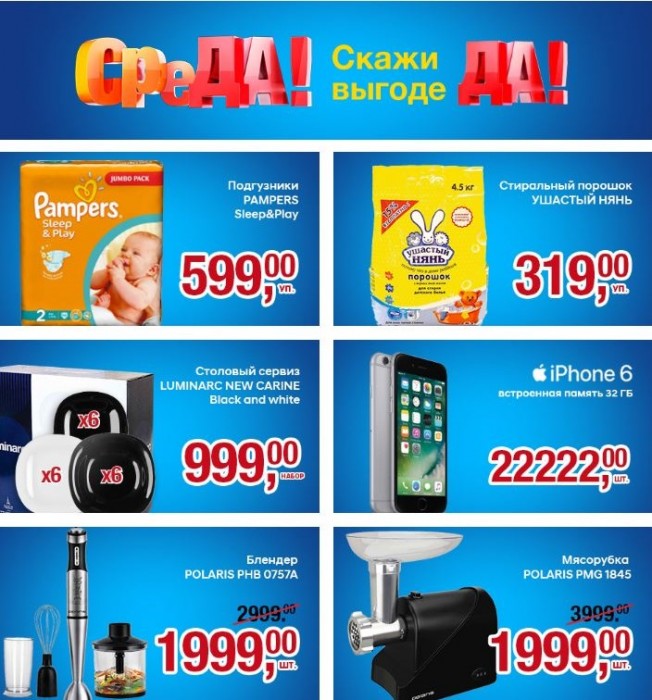 СреДА!
Скажи
выгоде
ДА!
JUMBO PACK
Pampers
Sleep
& Play
2
Подгузники
PAMPERS
Sleep&Play
599,00
уп.
4.5 кг
15%
УШАСТЫЙ
НЯНЬ
порошок
Стиральный порошок
УШАСТЫЙ НЯНЬ
319,00
уп.
x6
x6
x6
Столовый сервиз
LUMINARC NEW CARINE
Black and white
999,00
НАБОР
iPhone 6
встроенная память 32 ГБ
22222,00
шт.
Блендер
POLARIS PHB 0757A
2999.00
1999,00
шт.
Мясорубка
POLARIS PMG 1845
3999.00
1999,00
шт.
POLARIS